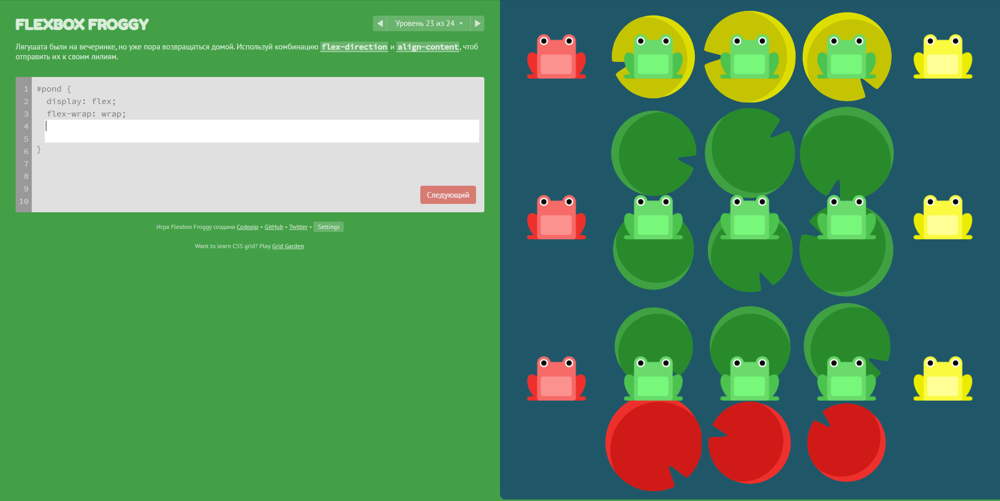 FLEXBOX FROGGY
Уровень 23 из 24
Лягушата были на вечеринке, но уже пора возвращаться домой. Используй комбинацию flex-direction и align-content, чтоб
отправить их к своим лилиям.
1 #pond {
2 display: flex;
3 flex-wrap: wrap;
4
5
6 }
7
8
9
10
Следующий
Игра Flexbox Froggy создана Codepip • GitHub • Twitter • Settings
Want to learn CSS grid? Play Grid Garden.